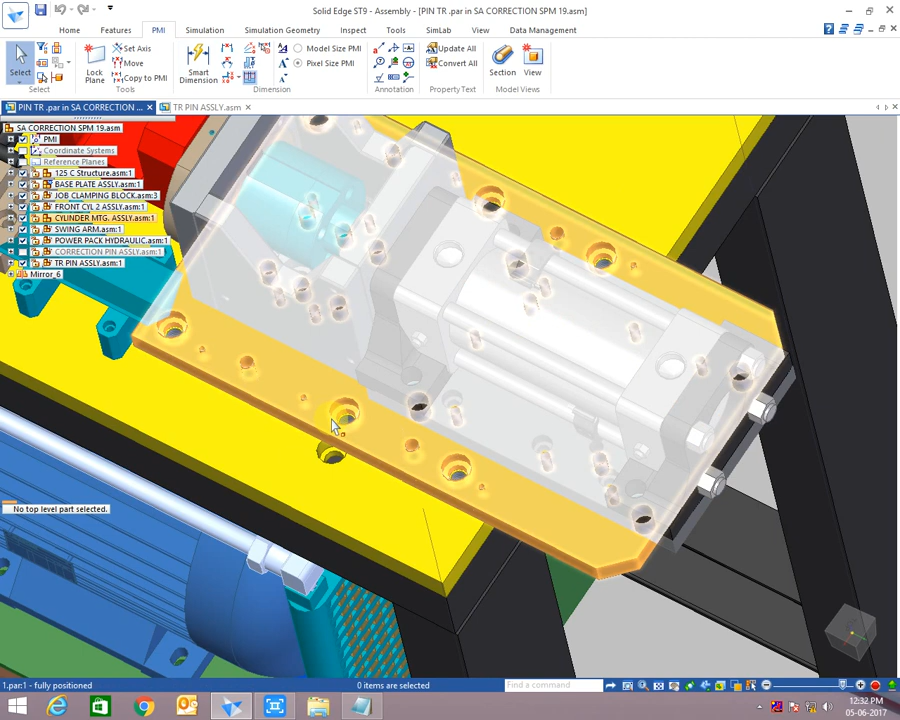 Solid Edge ST9 - Assembly - [PIN TR .par in SA CORRECTION SPM 19.asm]
Home Features PMI Simulation Simulation Geometry Inspect Tools SimLab View Data Management
Select
Select
Lock Plane
Set Axis
Move
Copy to PMI
Tools
Smart Dimension
Dimension
Model Size PMI
Pixel Size PMI
Annotation
Update All
Convert All
Property Text
Section
View
Model Views
PIN TR .par in SA CORRECTION ...
TR PIN ASSLY.asm
SA CORRECTION SPM 19.asm
PMI
Coordinate Systems
Reference Planes
125 C Structure.asm:1
BASE PLATE ASSLY.asm:1
JOB CLAMPING BLOCK.asm:3
FRONT CYL 2 ASSLY.asm:1
CYLINDER MTG. ASSLY.asm:1
SWING ARM.asm:1
POWER PACK HYDRAULIC.asm:1
CORRECTION PIN ASSLY.asm:1
TR PIN ASSLY.asm:1
Mirror_6
No top level part selected.
1.par:1 - fully positioned
0 items are selected
Find a command
12:32 PM
05-06-2017